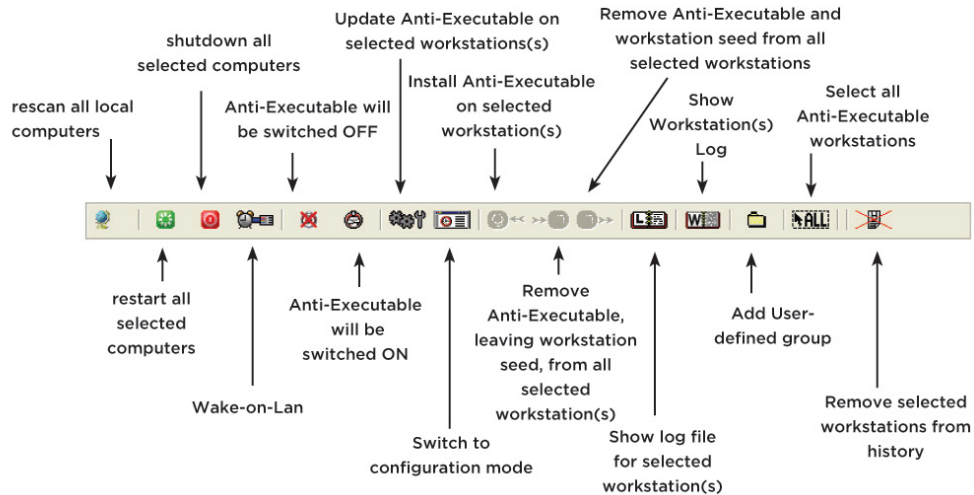 Update Anti-Executable on
selected workstations(s)
Remove Anti-Executable and
workstation seed from all
selected workstations
shutdown all
selected computers
Install Anti-Executable
on selected
workstation(s)
Select all
Anti-Executable
workstations
rescan all local
computers
Anti-Executable will
be switched OFF
Show
Workstation(s)
Log
L
W
ALL
restart all
selected
computers
Anti-Executable
will be
switched ON
Remove
Anti-Executable,
leaving workstation
seed, from all
selected
workstation(s)
Add User-
defined group
Wake-on-Lan
Switch to
configuration mode
Show log file
for selected
workstation(s)
Remove selected
workstations from
history